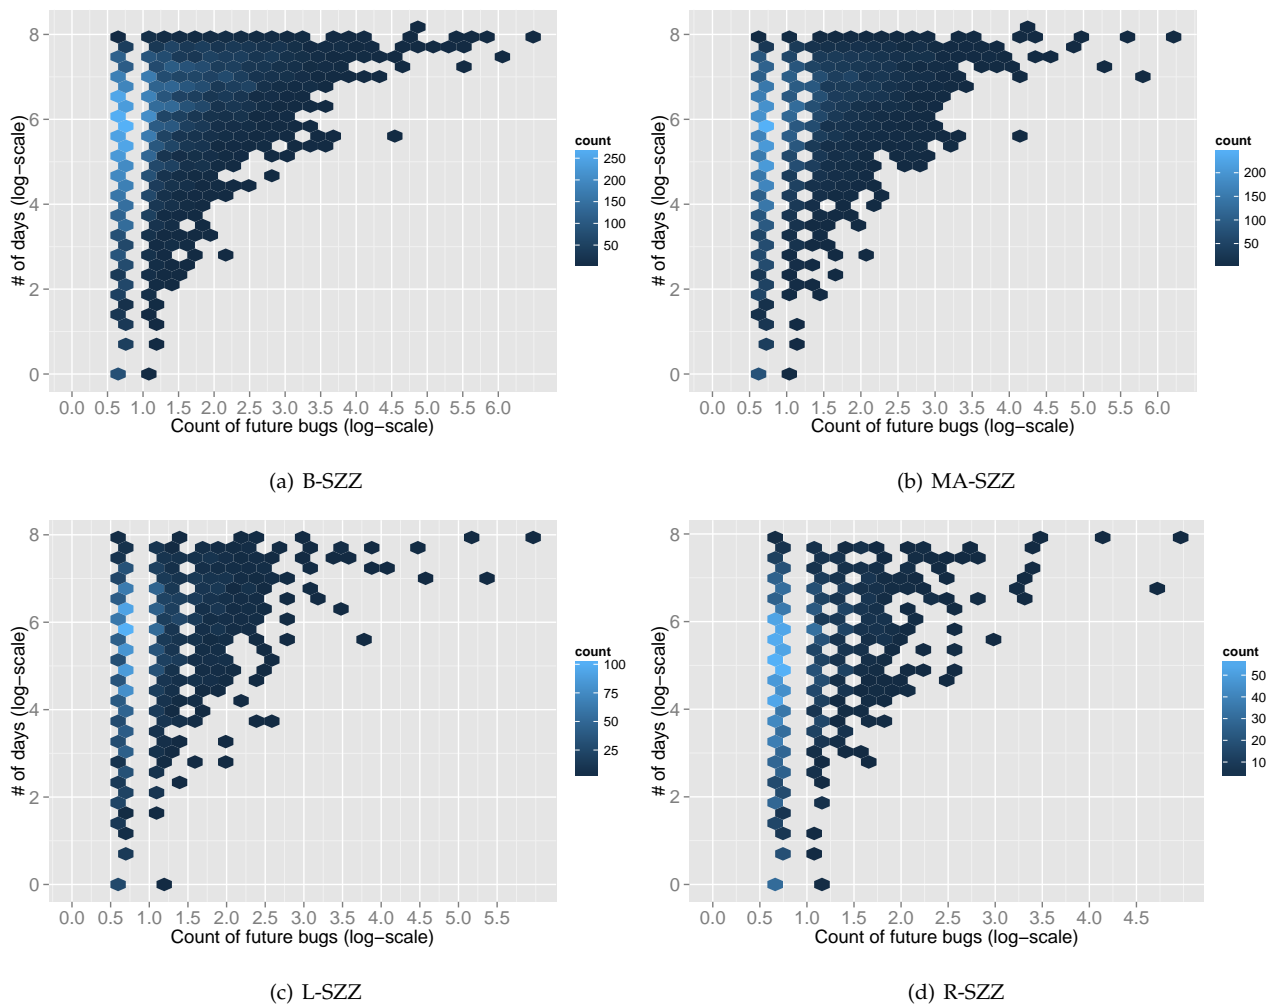 # of days (log−scale)
8
6
4
2
0
0.0 0.5 1.0 1.5 2.0 2.5 3.0 3.5 4.0 4.5 5.0 5.5 6.0
Count of future bugs (log−scale)
count
250
200
150
100
50
(a) B-SZZ
# of days (log−scale)
8
6
4
2
0
0.0 0.5 1.0 1.5 2.0 2.5 3.0 3.5 4.0 4.5 5.0 5.5 6.0
Count of future bugs (log−scale)
count
200
150
100
50
(b) MA-SZZ
# of days (log−scale)
8
6
4
2
0
0.0 0.5 1.0 1.5 2.0 2.5 3.0 3.5 4.0 4.5 5.0 5.5
Count of future bugs (log−scale)
count
100
75
50
25
(c) L-SZZ
# of days (log−scale)
8
6
4
2
0
0.0 0.5 1.0 1.5 2.0 2.5 3.0 3.5 4.0 4.5
Count of future bugs (log−scale)
count
50
40
30
20
10
(d) R-SZZ